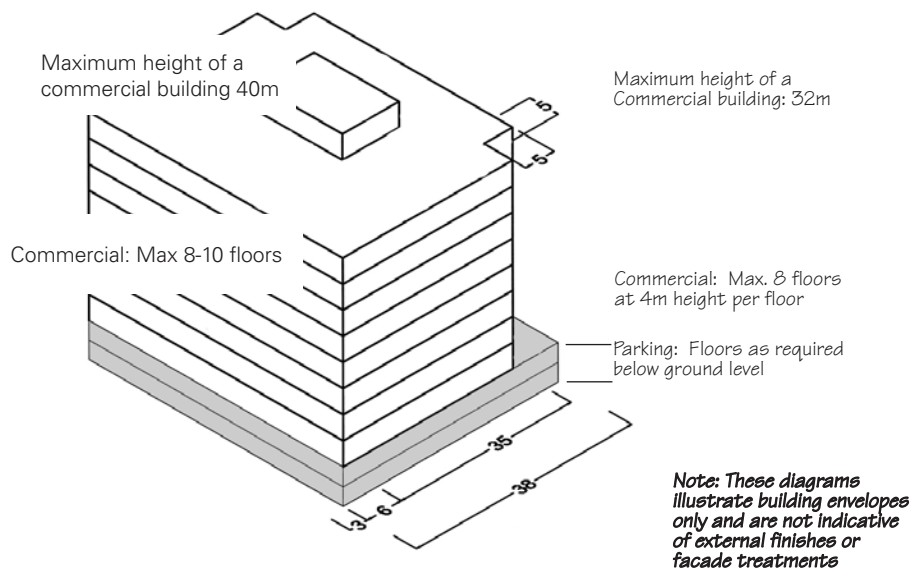 Maximum height of a
commercial building 40m
Maximum height of a
Commercial building: 32m
5
5
Commercial: Max 8-10 floors
Commercial: Max. 8 floors
at 4m height per floor
Parking: Floors as required
below ground level
35
38
6
3
Note: These diagrams
illustrate building envelopes
only and are not indicative
of external finishes or
facade treatments